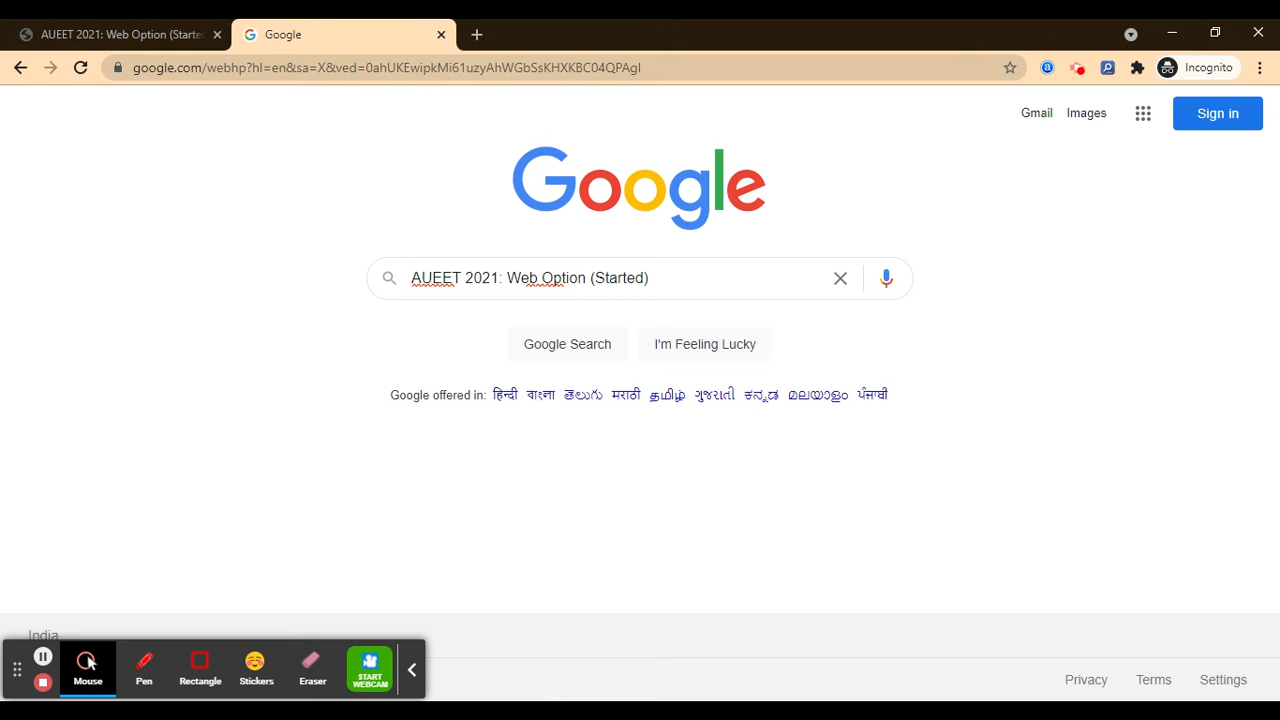 AUEET 2021: Web Option (Starte
Google
google.com/webhp?hl=en&sa=X&ved=0ahUKEwipkMi61uzyAhWGbSsKHXKBC04QPAgI
Incognito
Gmail Images
Sign in
Google
AUEET 2021: Web Option (Started)
Google Search
I'm Feeling Lucky
Google offered in: हिन्दी বাংলা తెలుగు मराठी தமிழ் ગુજરાતી ಕನ್ನಡ മലയാളം ਪੰਜਾਬੀ
India
Mouse
Pen
Rectangle
Stickers
Eraser
START
WEBCAM
Privacy Terms Settings